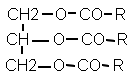 CH2 – O – CO – R
CH – O – CO – R
CH2 – O – CO – R